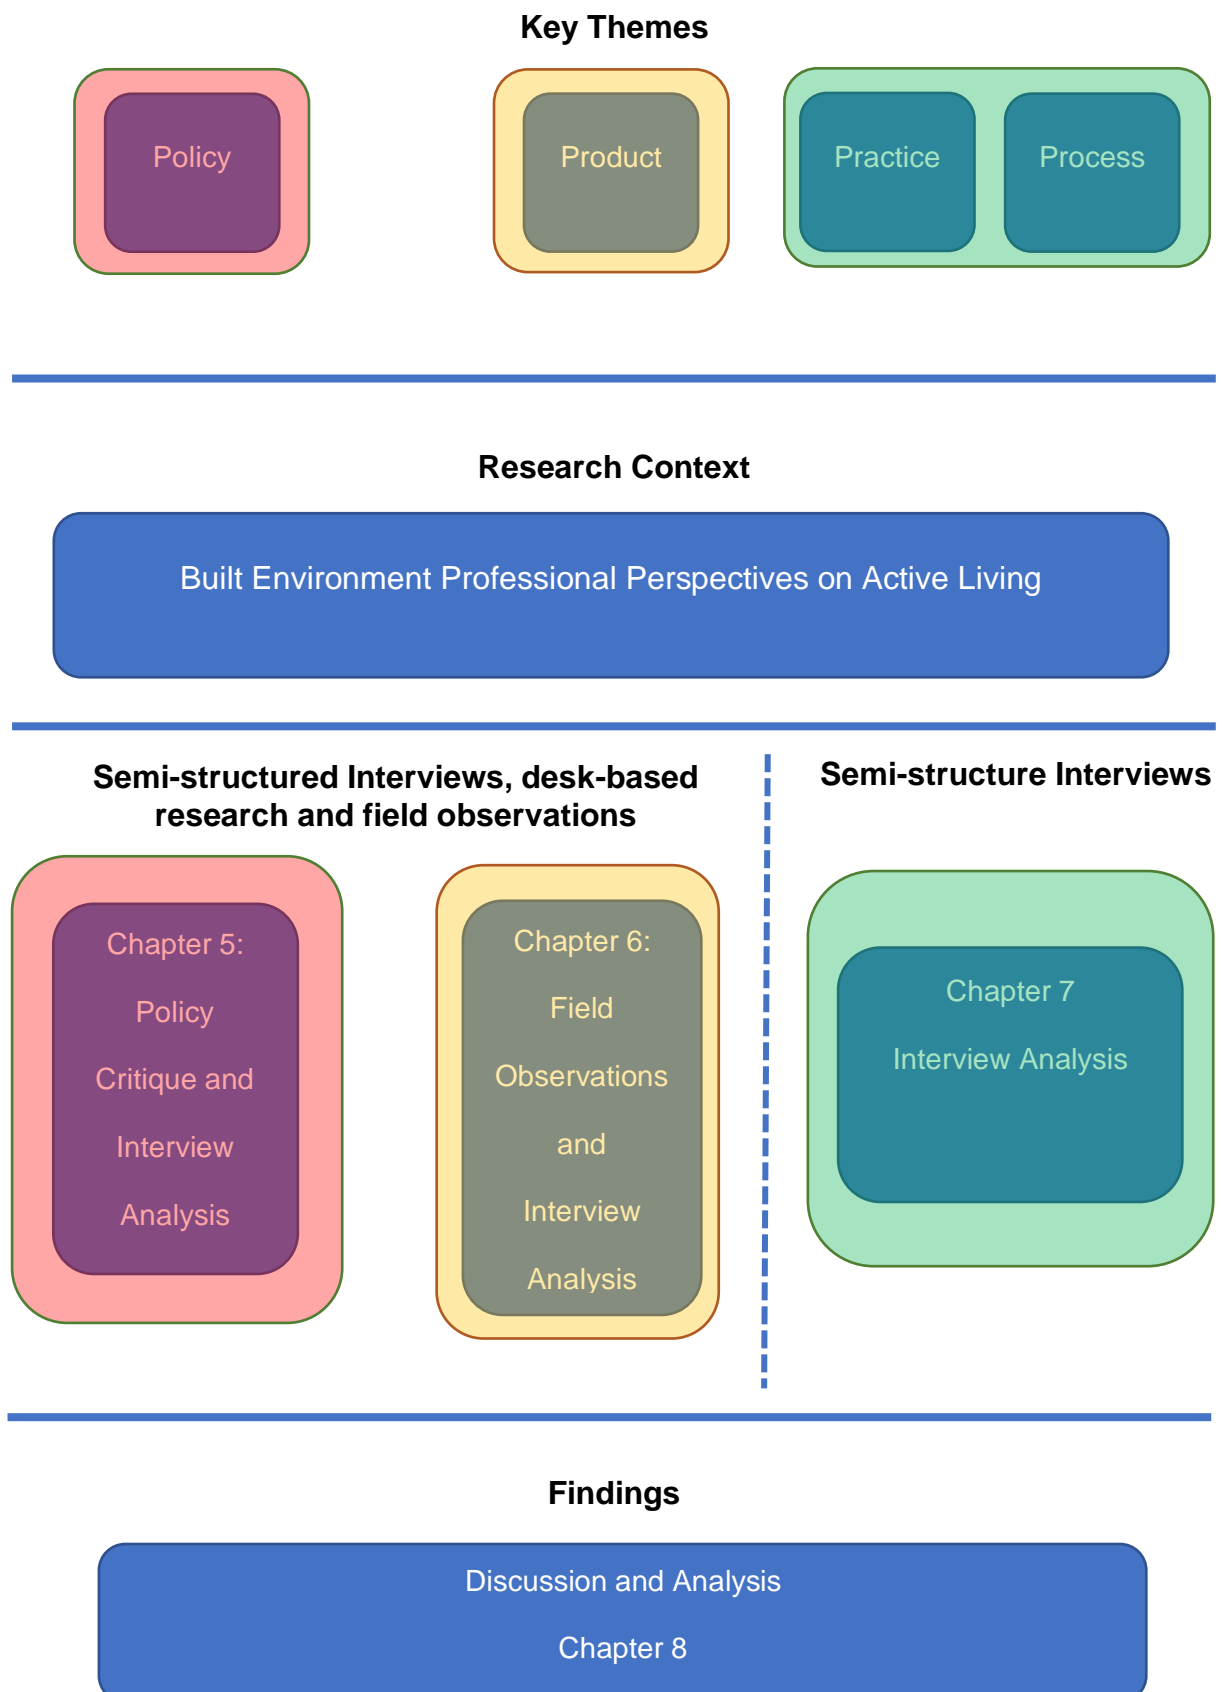 Key Themes
Policy
Product
Practice
Process
Research Context
Built Environment Professional Perspectives on Active Living
Semi-structured Interviews, desk-based
research and field observations
Semi-structure Interviews
Chapter 5:
Policy
Critique and
Interview
Analysis
Chapter 6:
Field
Observations
and
Interview
Analysis
Chapter 7
Interview Analysis
Findings
Discussion and Analysis
Chapter 8